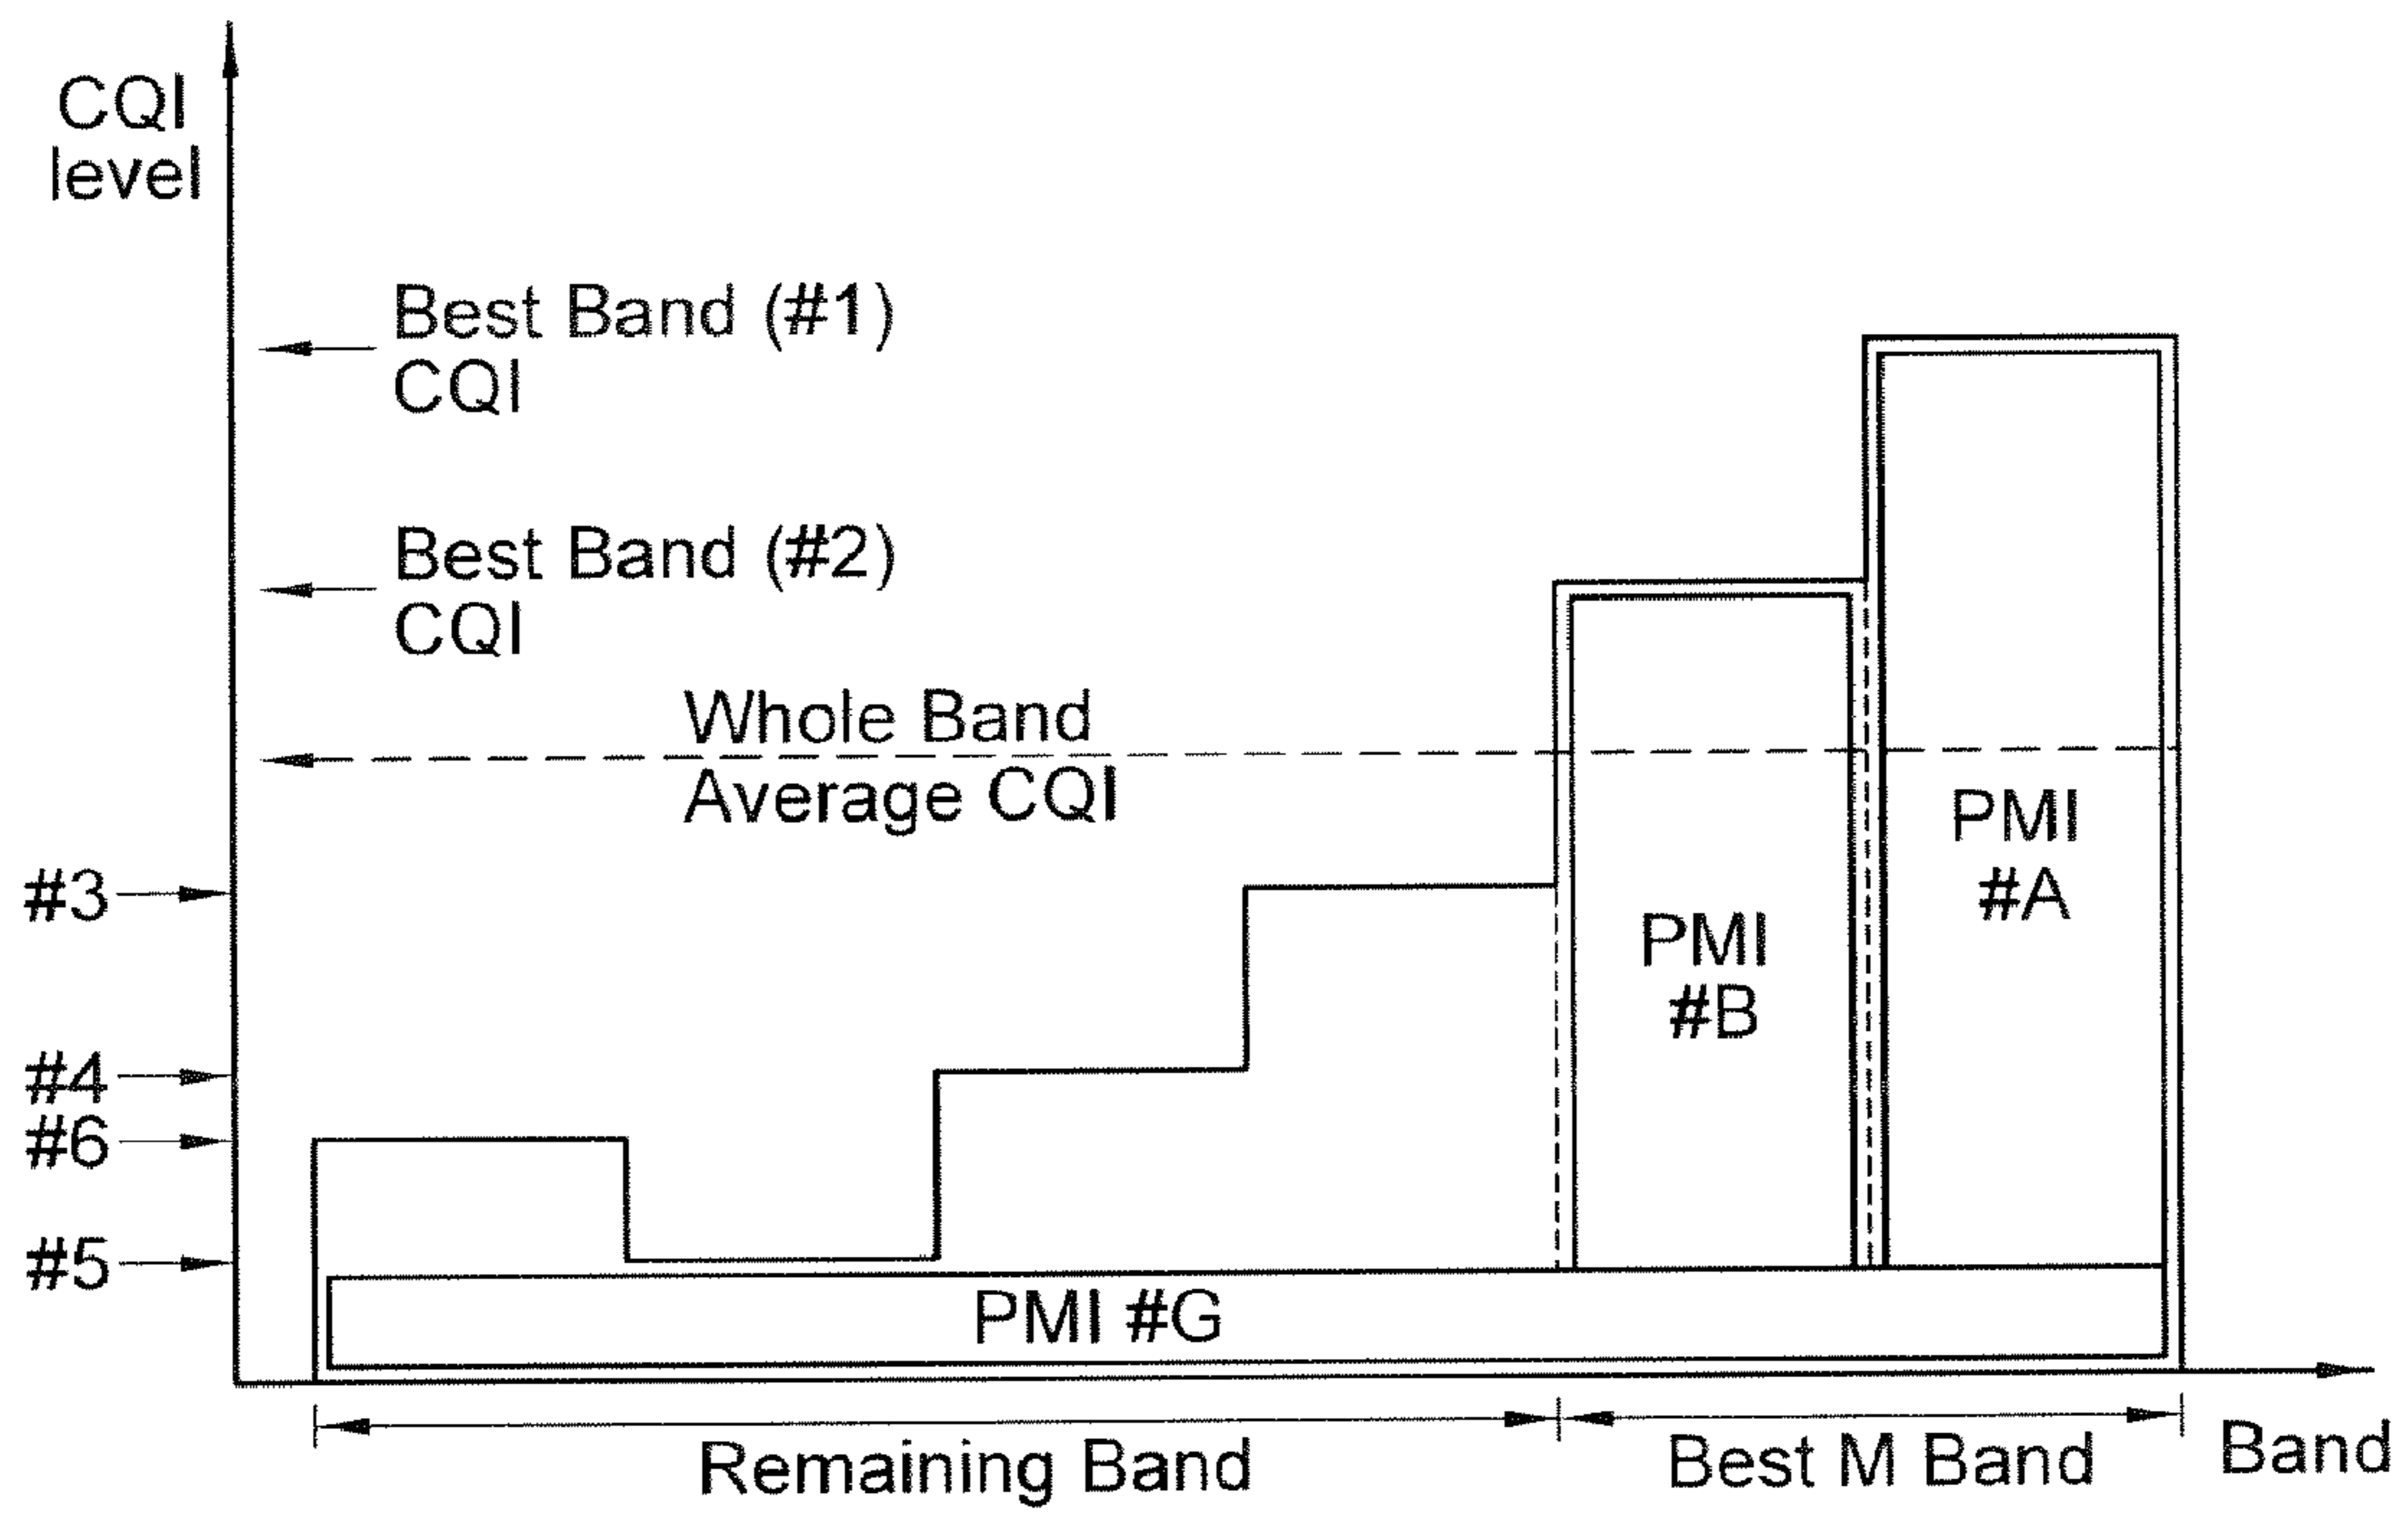 CQI
level
Best Band (#1)
CQI
Best Band (#2)
CQI
Whole Band
Average CQI
PMI
#A
#3
PMI
#B
#4
#6
#5
PMI #G
Remaining Band
Best M Band
Band